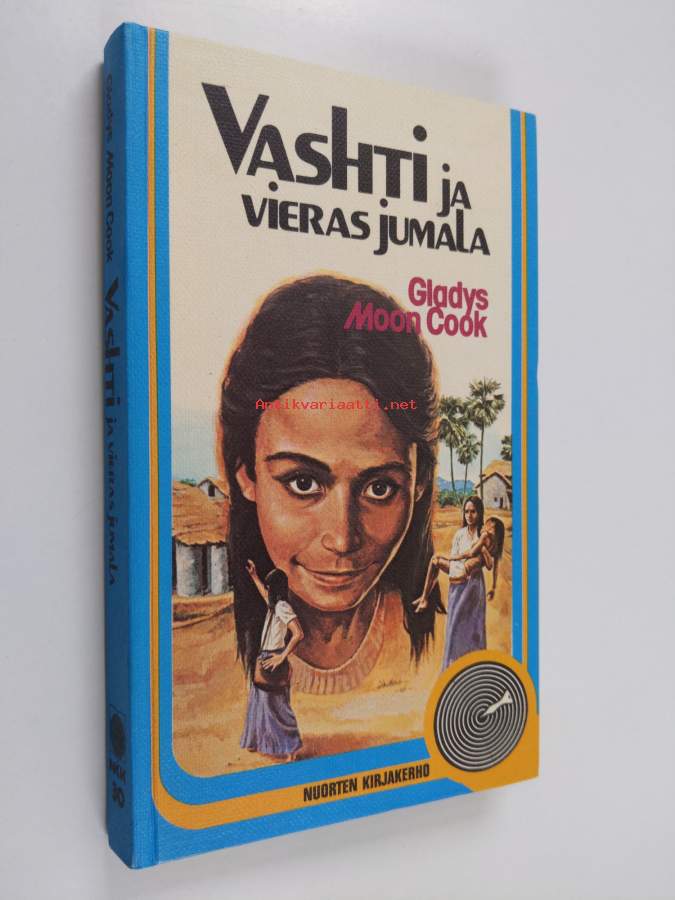 VASHTI ja
VIERAS jUMALA
Gladys
Moon Cook
Antikvariaatti.net
NUORTEN KIRJAKERHO
Gladys Moon Cook Vashti ja vieras jumala
NKK
30